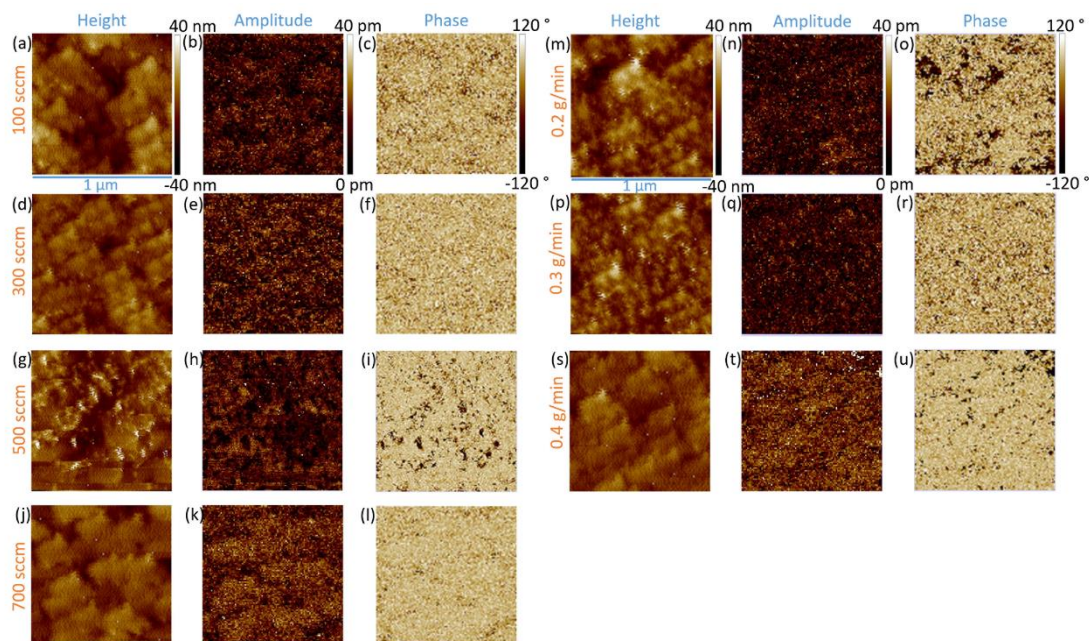 Height Amplitude Phase Height Amplitude Phase
40 nm 40 pm 120 ° 40 nm 40 pm 120 °
(a) (b) (c) (m) (n) (o)
100 sccm 0.2 g/min
1 µm -40 nm 0 pm -120 ° 1 µm -40 nm 0 pm -120 °
(d) (e) (f) (p) (q) (r)
300 sccm 0.3 g/min
(g) (h) (i) (s) (t) (u)
500 sccm 0.4 g/min
(j) (k) (l)
700 sccm